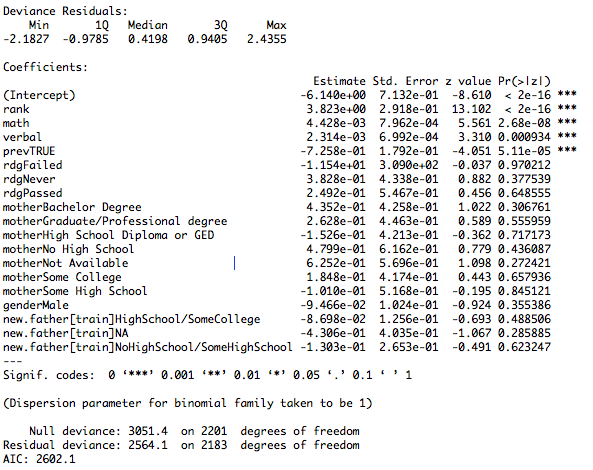 Deviance Residuals:
Min 1Q Median 3Q Max
-2.1827 -0.9785 0.4198 0.9405 2.4355
Coefficients:
Estimate Std. Error z value Pr(>|z|)
(Intercept) -6.140e+00 7.132e-01 -8.610 < 2e-16 ***
rank 3.823e+00 2.918e-01 13.102 < 2e-16 ***
math 4.428e-03 7.962e-04 5.561 2.68e-08 ***
verbal 2.314e-03 6.992e-04 3.310 0.000934 ***
prevTRUE -7.258e-01 1.792e-01 -4.051 5.11e-05 ***
rdgFailed -1.154e+01 3.090e+02 -0.037 0.970212
rdgNever 3.828e-01 4.338e-01 0.882 0.377539
rdgPassed 2.492e-01 5.467e-01 0.456 0.648555
motherBachelor Degree 4.352e-01 4.258e-01 1.022 0.306761
motherGraduate/Professional degree 2.628e-01 4.463e-01 0.589 0.555959
motherHigh School Diploma or GED -1.526e-01 4.213e-01 -0.362 0.717173
motherNo High School 4.799e-01 6.162e-01 0.779 0.436087
motherNot Available 6.252e-01 5.696e-01 1.098 0.272421
motherSome College 1.848e-01 4.174e-01 0.443 0.657936
motherSome High School -1.010e-01 5.168e-01 -0.195 0.845121
genderMale -9.466e-02 1.024e-01 -0.924 0.355386
new.father[train]HighSchool/SomeCollege -8.698e-02 1.256e-01 -0.693 0.488506
new.father[train]NA -4.306e-01 4.035e-01 -1.067 0.285885
new.father[train]NoHighSchool/SomeHighSchool -1.303e-01 2.653e-01 -0.491 0.623247
---
Signif. codes: 0 ‘***’ 0.001 ‘**’ 0.01 ‘*’ 0.05 ‘.’ 0.1 ‘ ’ 1
(Dispersion parameter for binomial family taken to be 1)
Null deviance: 3051.4 on 2201 degrees of freedom
Residual deviance: 2564.1 on 2183 degrees of freedom
AIC: 2602.1